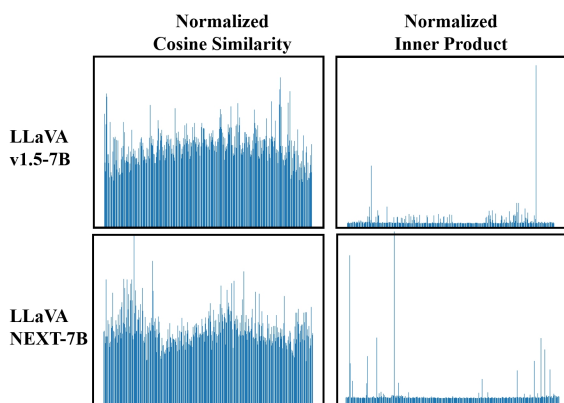 Normalized
Cosine Similarity
Normalized
Inner Product
LLaVA
v1.5-7B
LLaVA
NEXT-7B